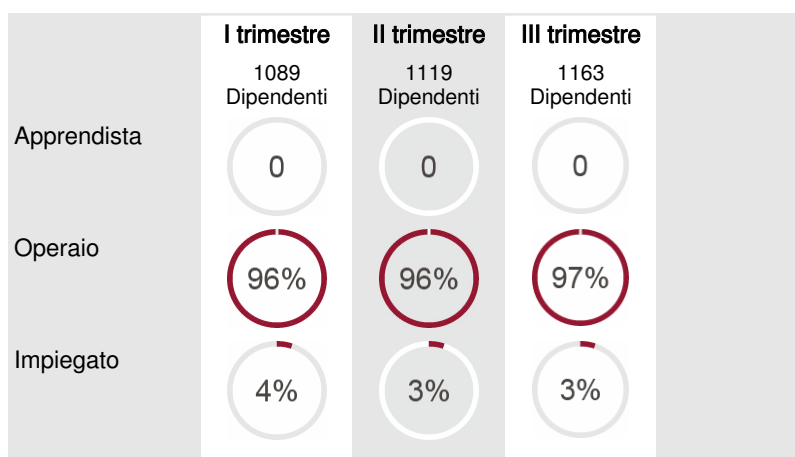 I trimestre II trimestre III trimestre
1089 1119 1163
Dipendenti Dipendenti Dipendenti
Apprendista
0 0 0
Operaio
96% 96% 97%
Impiegato
4% 3% 3%